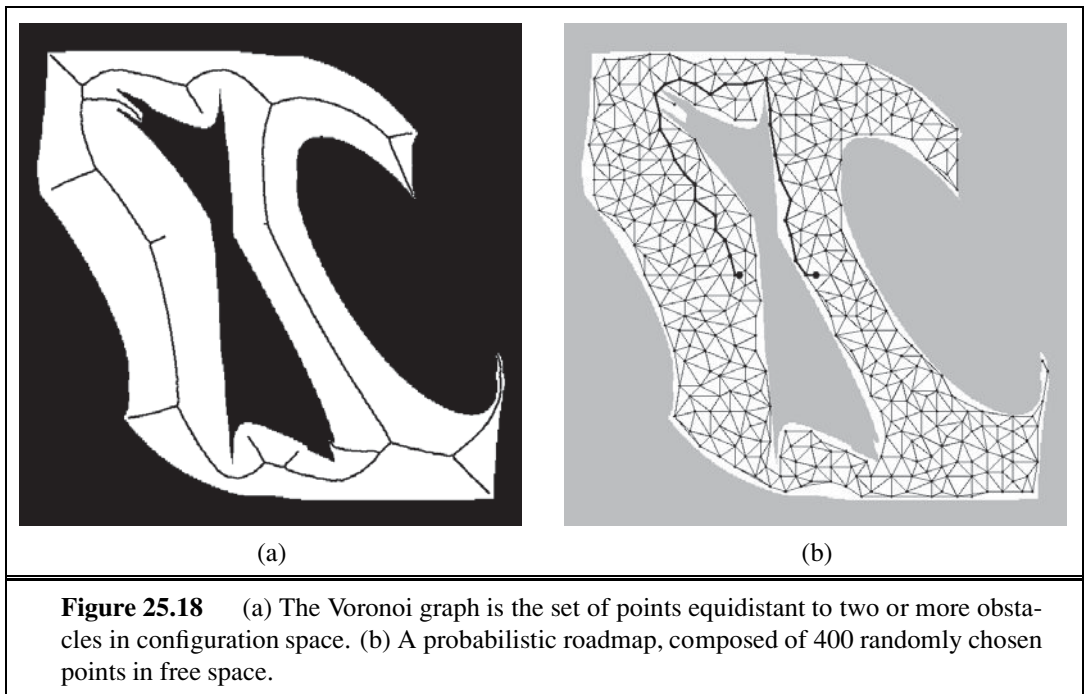 (a) (b)
Figure 25.18 (a) The Voronoi graph is the set of points equidistant to two or more obsta-
cles in configuration space. (b) A probabilistic roadmap, composed of 400 randomly chosen
points in free space.